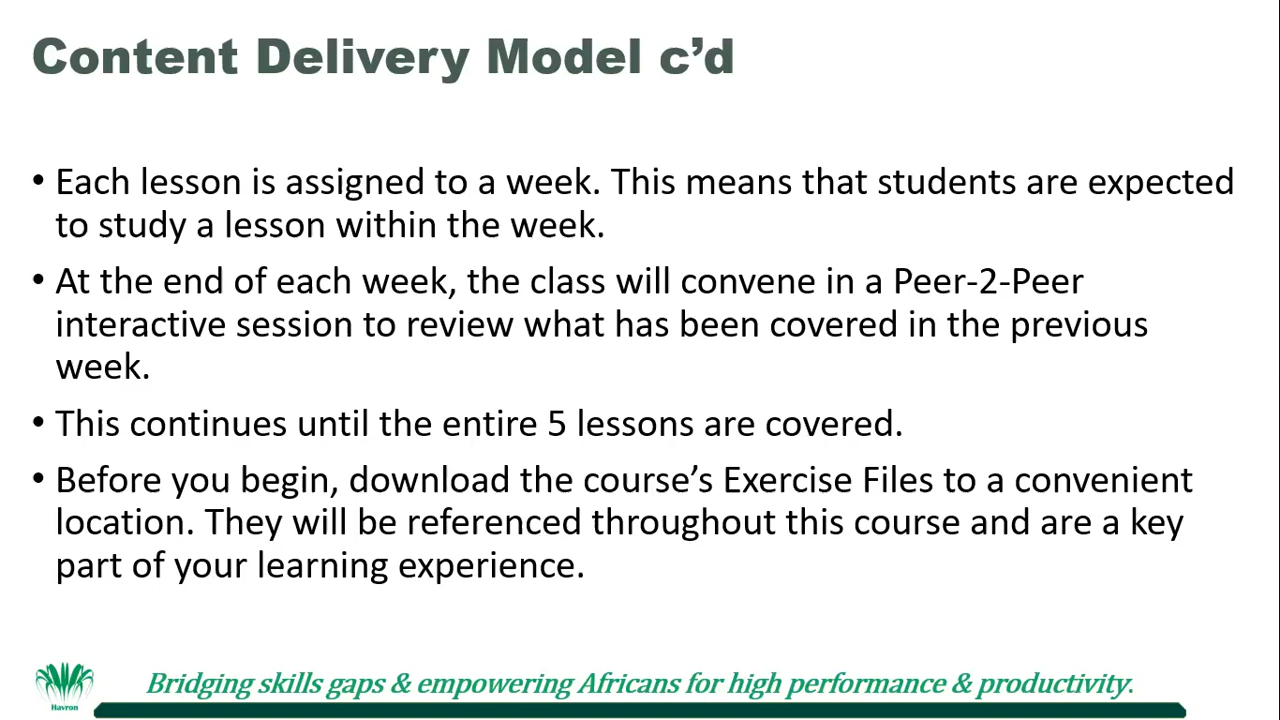 Content Delivery Model c’d
• Each lesson is assigned to a week. This means that students are expected
to study a lesson within the week.
• At the end of each week, the class will convene in a Peer-2-Peer
interactive session to review what has been covered in the previous
week.
• This continues until the entire 5 lessons are covered.
• Before you begin, download the course’s Exercise Files to a convenient
location. They will be referenced throughout this course and are a key
part of your learning experience.
Havron
Bridging skills gaps & empowering Africans for high performance & productivity.